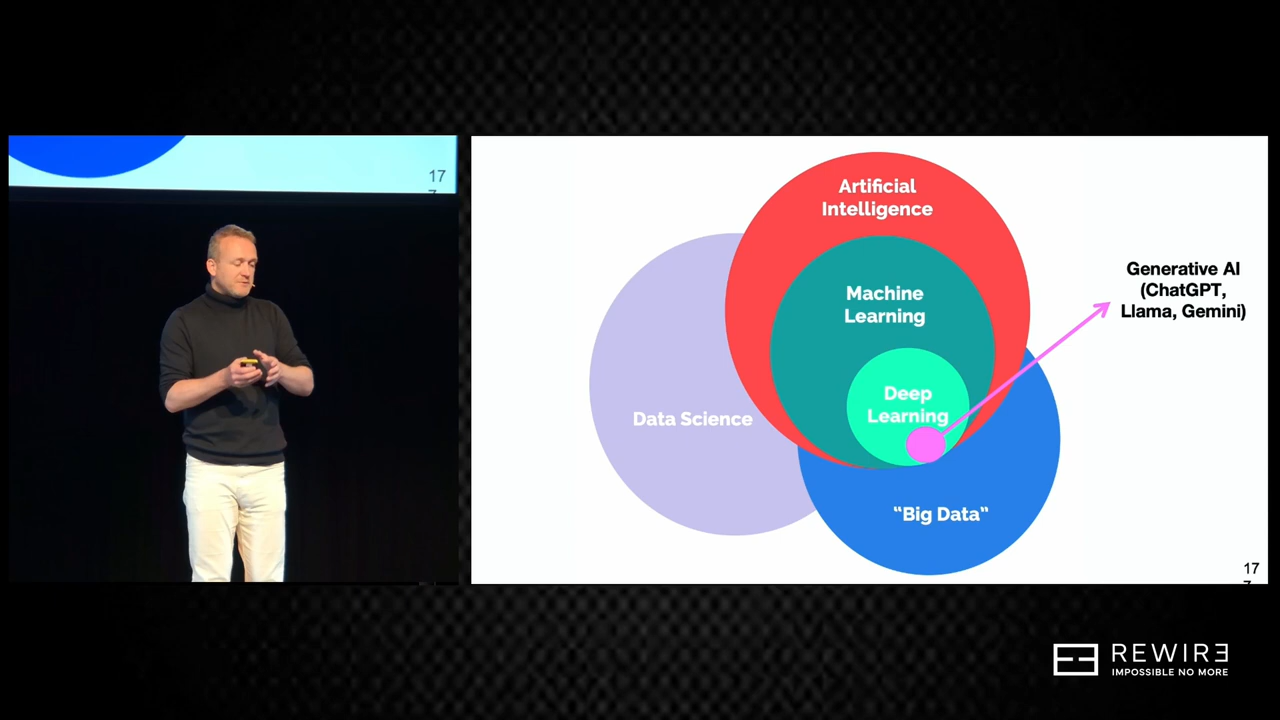 17
Artificial
Intelligence
Machine
Learning
Deep
Learning
Data Science
“Big Data”
Generative AI
(ChatGPT,
Llama, Gemini)
17
REWIRE
IMPOSSIBLE NO MORE